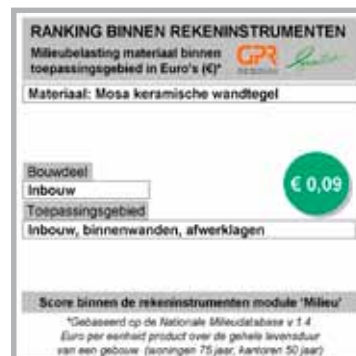 RANKING BINNEN REKENINSTRUMENTEN
Milieubelasting materiaal binnen
toepassingsgebied in Euro's (€)*
GPR
Materiaal: Mosa keramische wandtegel
Bouwdeel
Inbouw
€ 0,09
Toepassingsgebied
Inbouw, binnenwanden, afwerklagen
Score binnen de rekeninstrumenten module 'Milieu'
*Gebaseerd op de Nationale Milieudatabase v 1.4
Euro per eenheid product over de gehele levensduur
van een gebouw (woningen 75 jaar, kantoren 50 jaar)